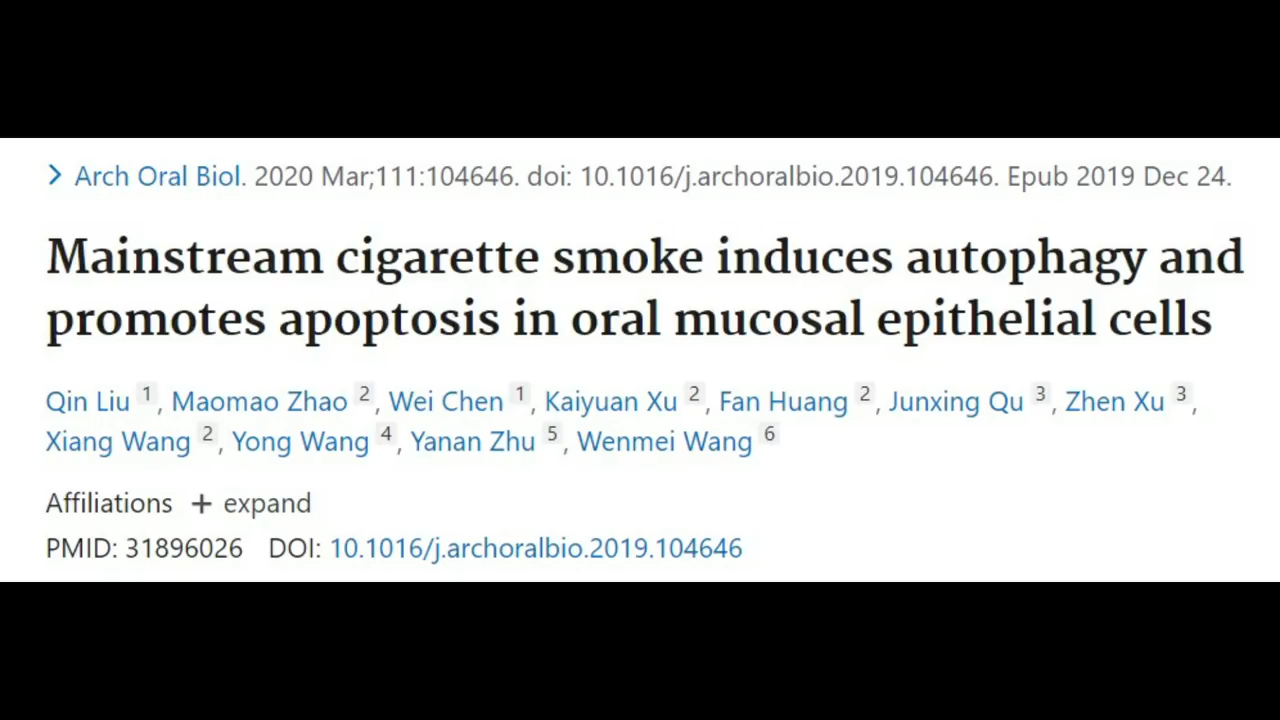 > Arch Oral Biol. 2020 Mar;111:104646. doi: 10.1016/j.archoralbio.2019.104646. Epub 2019 Dec 24.
Mainstream cigarette smoke induces autophagy and
promotes apoptosis in oral mucosal epithelial cells
Qin Liu 1, Maomao Zhao 2, Wei Chen 1, Kaiyuan Xu 2, Fan Huang 2, Junxing Qu 3, Zhen Xu 3,
Xiang Wang 2, Yong Wang 4, Yanan Zhu 5, Wenmei Wang 6
Affiliations + expand
PMID: 31896026 DOI: 10.1016/j.archoralbio.2019.104646